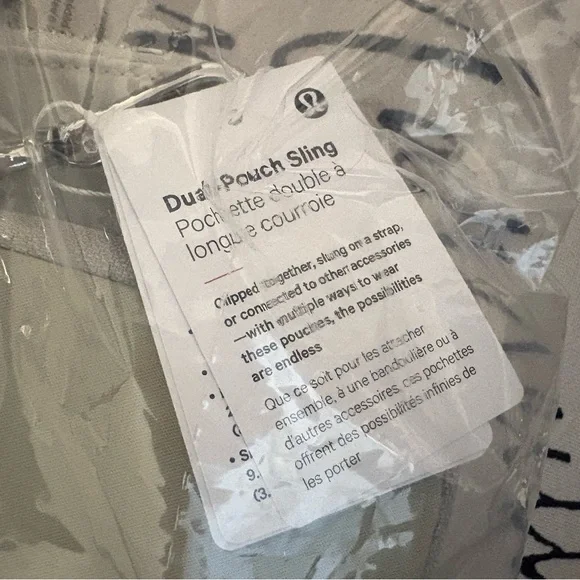 Dual-Pouch Sling
Pochette double à
longue courroie
Clipped together, slung on a strap,
or connected to other accessories
—with multiple ways to wear
these pouches, the possibilities
are endless
Que ce soit pour les attacher
ensemble, à une bandoulière ou à
d'autres accessoires, ces pochettes
offrent des possibilités infinies de
les porter
9.
(3.